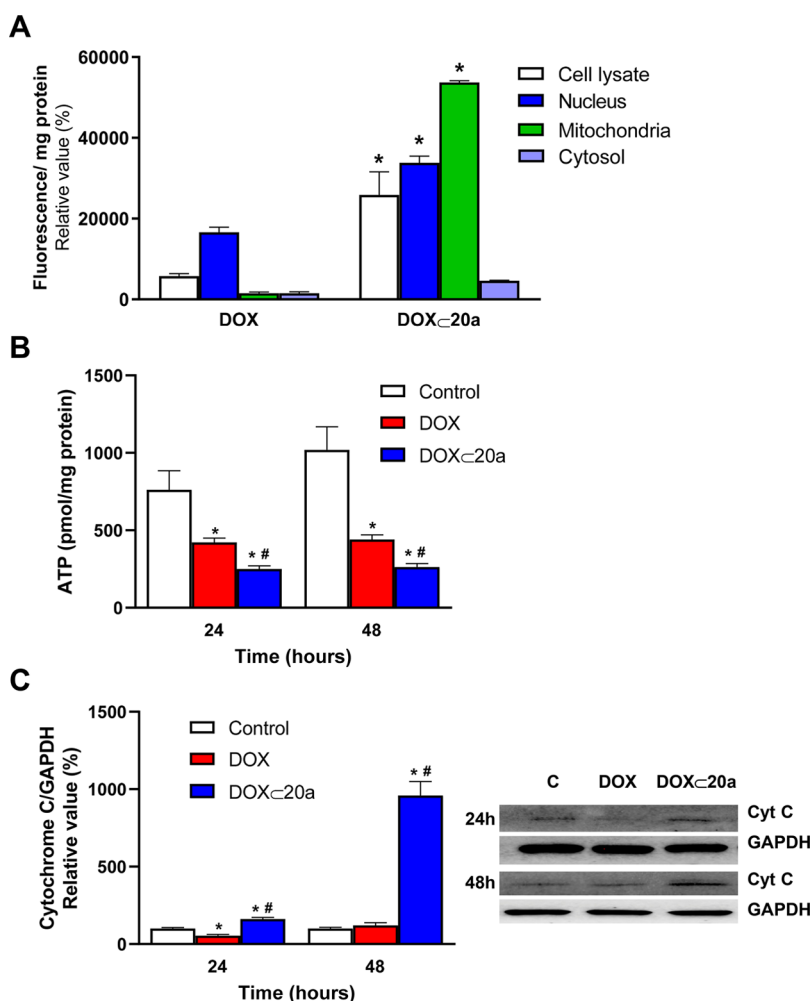 A
Fluorescence/ mg protein
Relative value (%)
60000
40000
20000
0
* * *
Cell lysate
Nucleus
Mitochondria
Cytosol
DOX DOX⊂20a
B
ATP (pmol/mg protein)
1500
1000
500
0
Control
DOX
DOX⊂20a
* * # * * #
24 48
Time (hours)
C
Cytochrome C/GAPDH
Relative value (%)
1500
1000
500
0
Control
DOX
DOX⊂20a
* * # * #
24 48
Time (hours)
C DOX DOX⊂20a
24h Cyt C
GAPDH
48h Cyt C
GAPDH